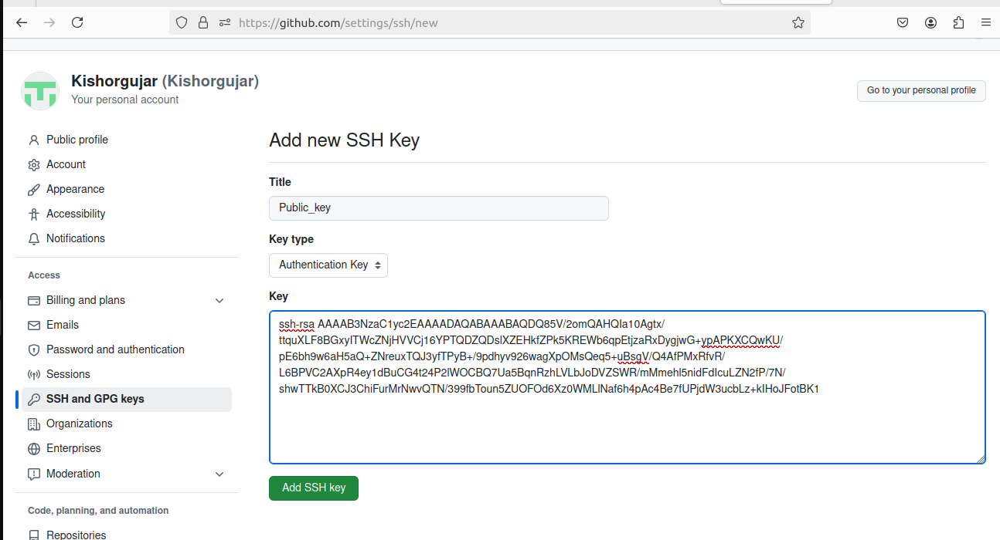 https://github.com/settings/ssh/new
Kishorgujar (Kishorgujar)
Your personal account
Go to your personal profile
Public profile
Account
Appearance
Accessibility
Notifications
Access
Billing and plans
Emails
Password and authentication
Sessions
SSH and GPG keys
Organizations
Enterprises
Moderation
Code, planning, and automation
Repositories
Add new SSH Key
Title
Public_key
Key type
Authentication Key
Key
ssh-rsa AAAAB3NzaC1yc2EAAAADAQABAAABAQDQ85V/2omQAHQIa10Agtx/
ttquXLF8BGxyITWcZNjHVVCj16YPTQDZQDslXZEHkfZPk5KREWb6qpEtjzaRxDygjwG+ypAPKXCQwKU/
pE6bh9w6aH5aQ+ZNreuxTQJ3yfTPyB+/9pdhyv926wagXpOMsQeq5+uBsgV/Q4AfPMxRfvR/
L6BPVC2AXpR4ey1dBuCG4t24P2lWOCBQ7Ua5BqnRzhLVLbJoDVZSWR/mMmehl5nidFdIcuLZN2fP/7N/
shwTTkB0XCJ3ChiFurMrNwvQTN/399fbToun5ZUOFOd6Xz0WMLlNaf6h4pAc4Be7fUPjdW3ucbLz+kIHoJFotBK1
Add SSH key